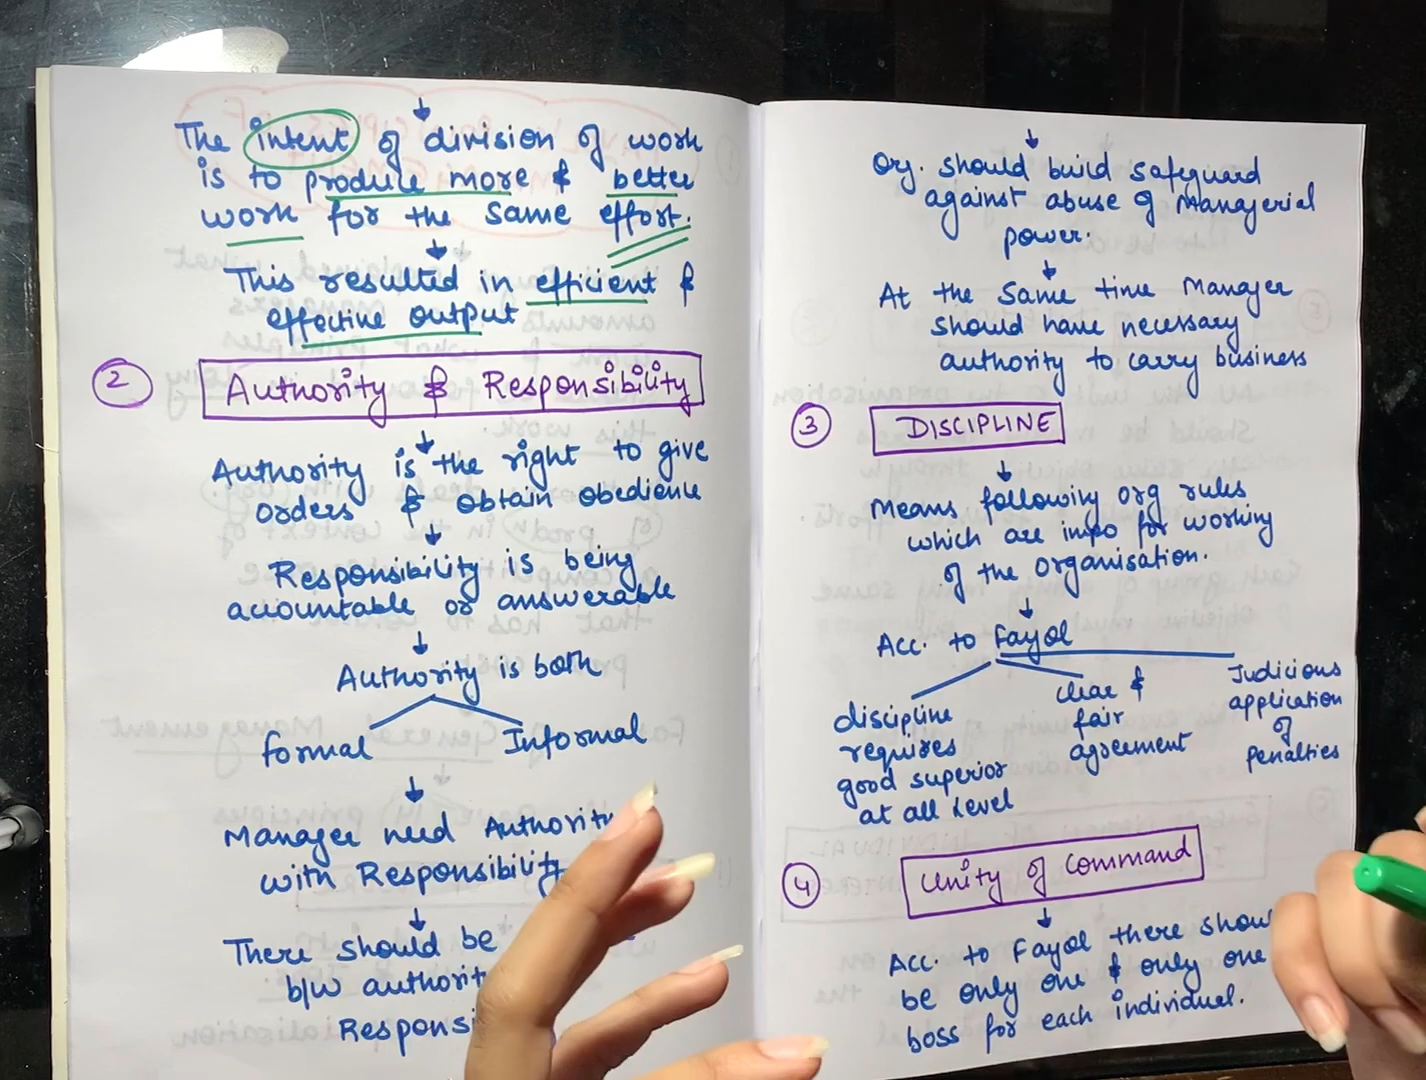 The intent of division of work
is to produce more & better
work for the same effort.
This resulted in efficient &
effective output
2 Authority & Responsibility
Authority is the right to give
orders & obtain obedience
Responsibility is being
accountable or answerable
Authority is both
formal Informal
Manager need Authority
with Responsibility
There should be
b/w authorit
Responsi
Org. should build safeguard
against abuse of Managerial
power.
At the same time Manager
should have necessary
authority to carry business
3 DISCIPLINE
Means following org rules
which are impo for working
of the organisation.
Acc. to Fayol
discipline
requires
good superior
at all level
clear &
fair
agreement
Judicious
application
of
penalties
4 Unity of Command
Acc. to Fayol there shoul
be only one & only one
boss for each individual.